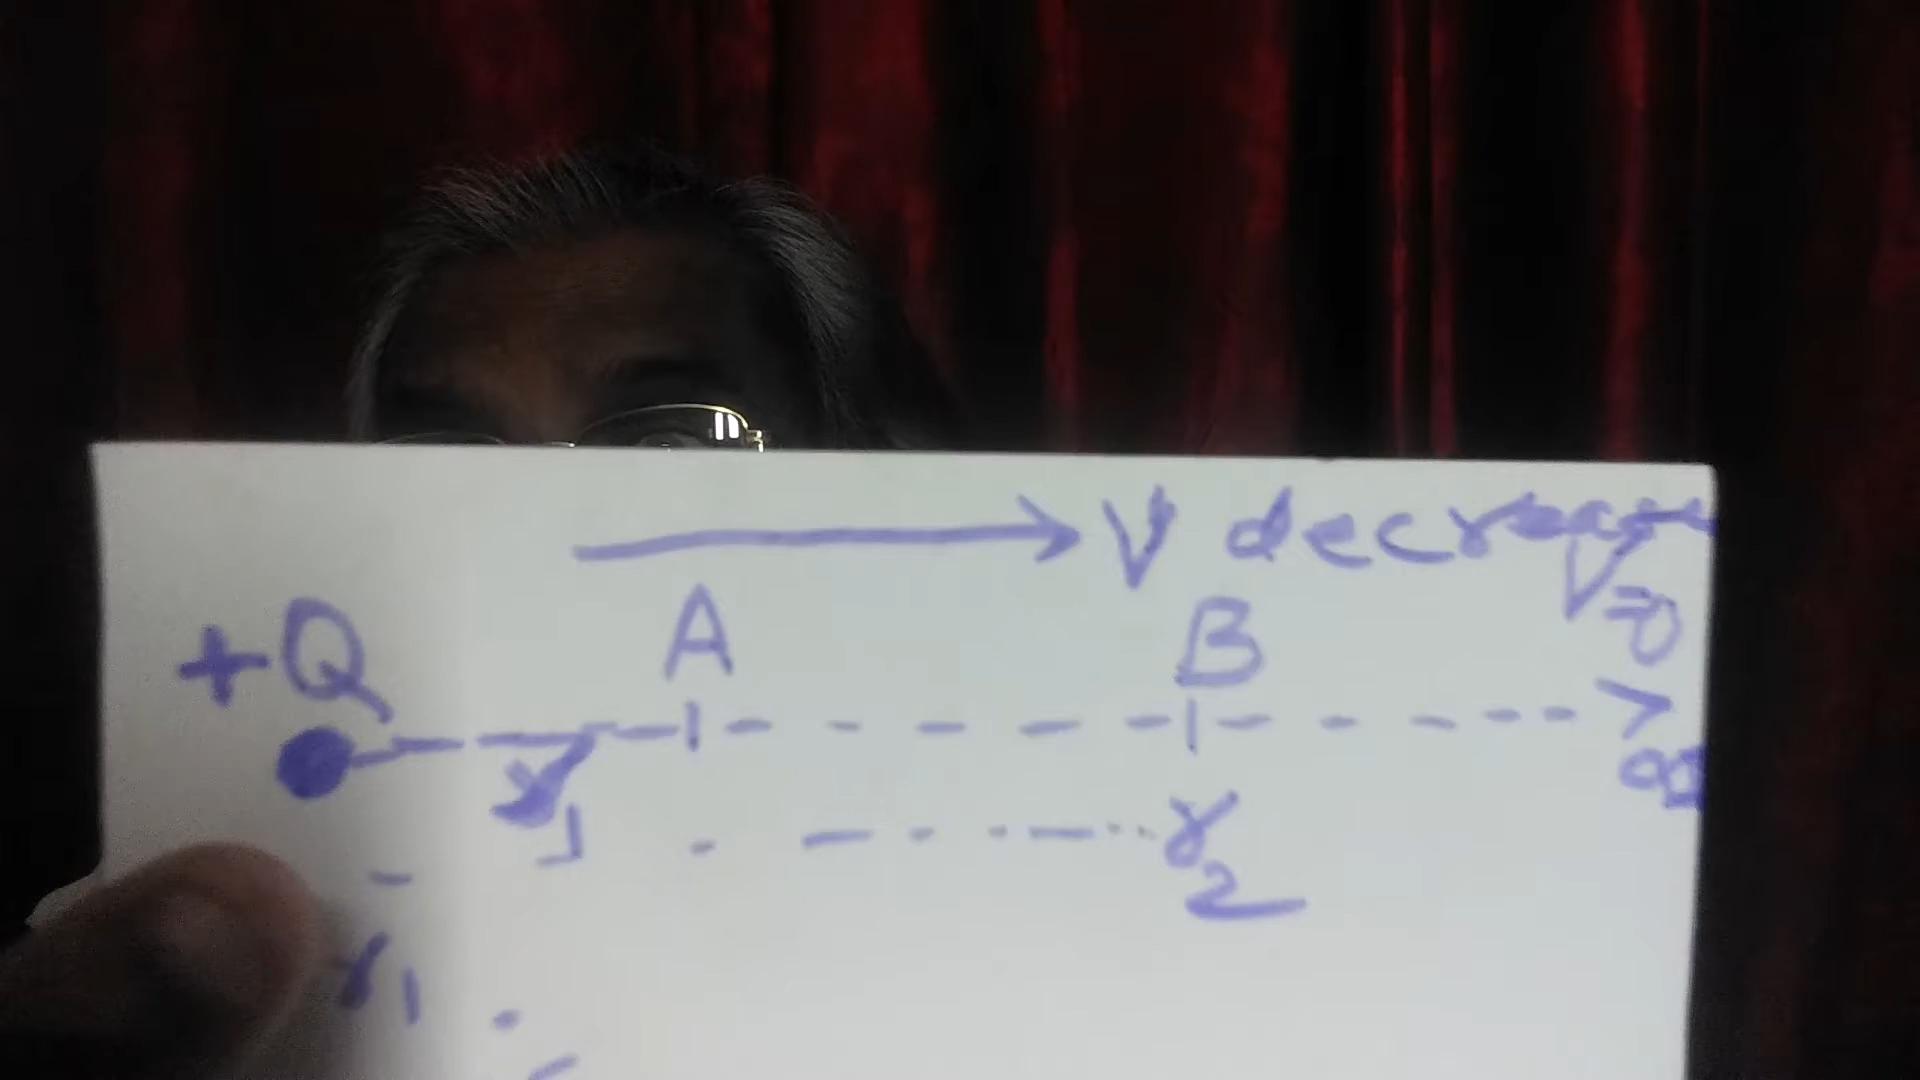 V decrease
V=0
+Q A B
∞
r1
r2
r1